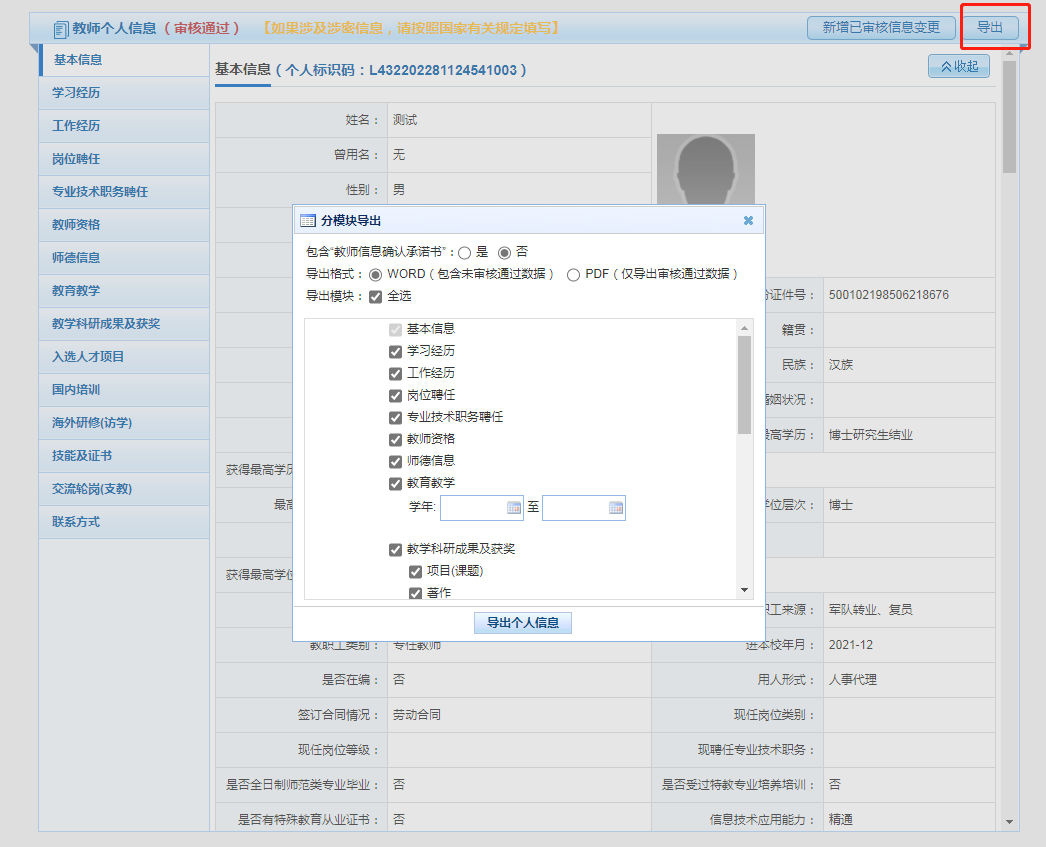 教师个人信息（审核通过） 【如果涉及涉密信息，请按照国家有关规定填写】 新增已审核信息变更 导出
基本信息
学习经历
工作经历
岗位聘任
专业技术职务聘任
教师资格
师德信息
教育教学
教学科研成果及获奖
入选人才项目
国内培训
海外研修(访学)
技能及证书
交流轮岗(支教)
联系方式
基本信息（个人标识码：L432202281124541003） 收起
姓名： 测试
曾用名： 无
性别： 男
分模块导出
包含“教师信息确认承诺书”： 是 否
导出格式： WORD（包含未审核通过数据） PDF（仅导出审核通过数据）
导出模块： 全选
基本信息
学习经历
工作经历
岗位聘任
专业技术职务聘任
教师资格
师德信息
教育教学
学年: 至
教学科研成果及获奖
项目(课题)
著作
导出个人信息
份证件号： 500102198506218676
籍贯：
民族： 汉族
婚姻状况：
最高学历： 博士研究生结业
获得最高学历
最高 学位层次： 博士
获得最高学位
职工来源： 军队转业、复员
教职工类别： 专任教师 进本校年月： 2021-12
是否在编： 否 用人形式： 人事代理
签订合同情况： 劳动合同 现任岗位类别：
现任岗位等级： 现聘任专业技术职务：
是否全日制师范类专业毕业： 否 是否受过特教专业培养培训： 否
是否有特殊教育从业证书： 否 信息技术应用能力： 精通